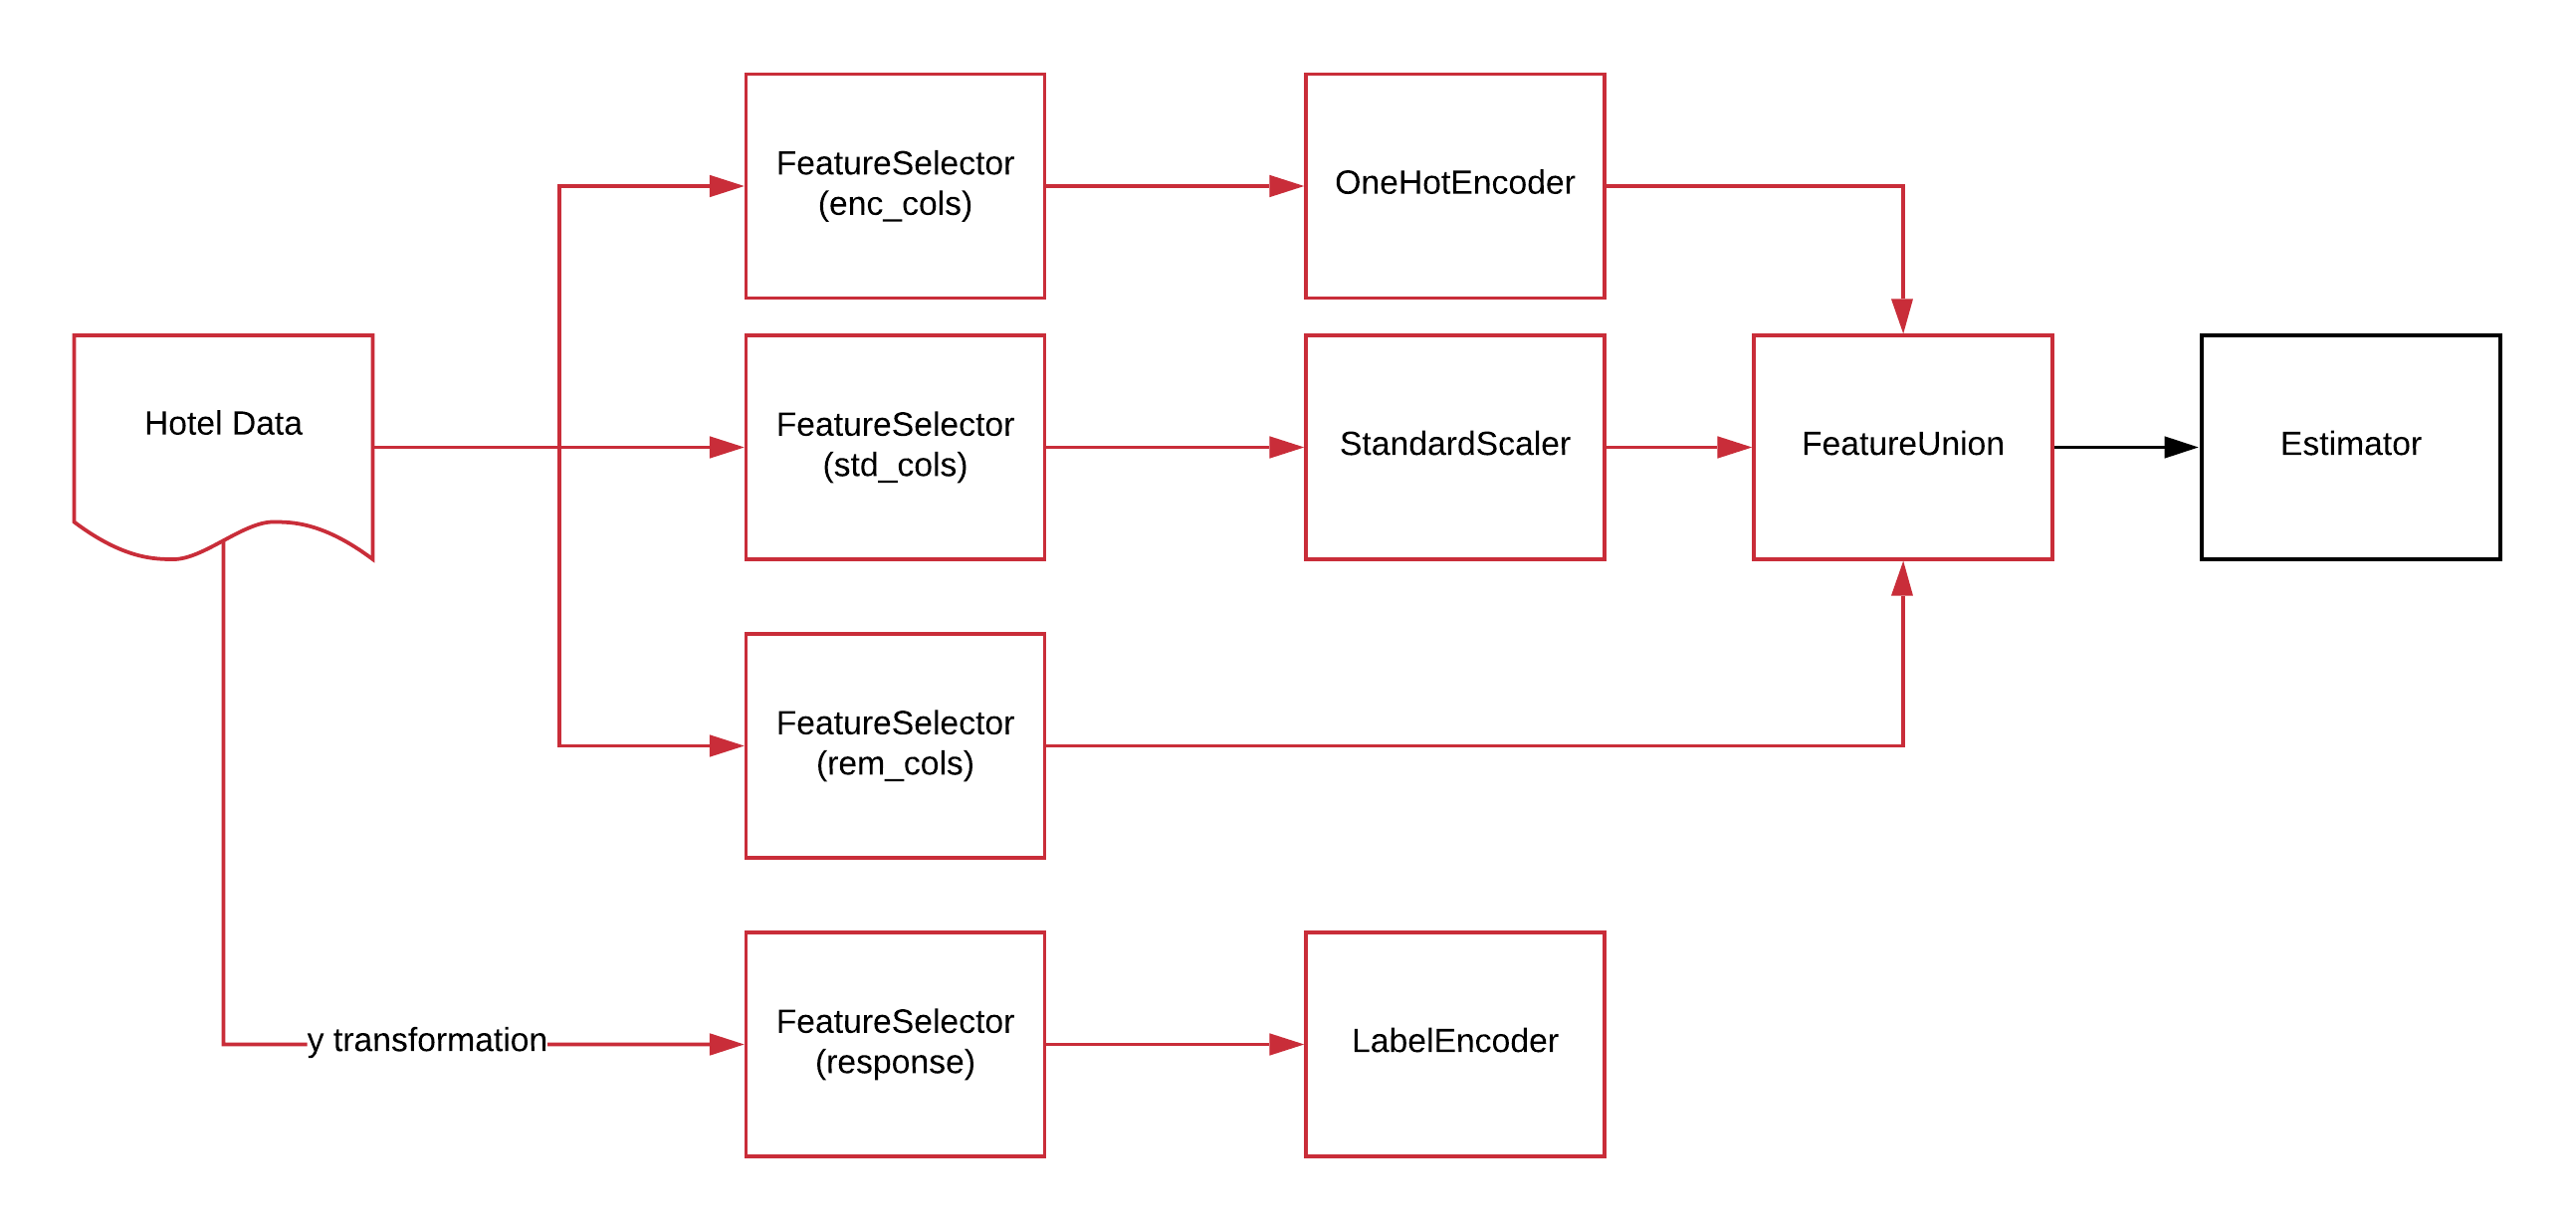 Hotel Data
FeatureSelector
(enc_cols)
OneHotEncoder
FeatureSelector
(std_cols)
StandardScaler
FeatureUnion
Estimator
FeatureSelector
(rem_cols)
y transformation
FeatureSelector
(response)
LabelEncoder